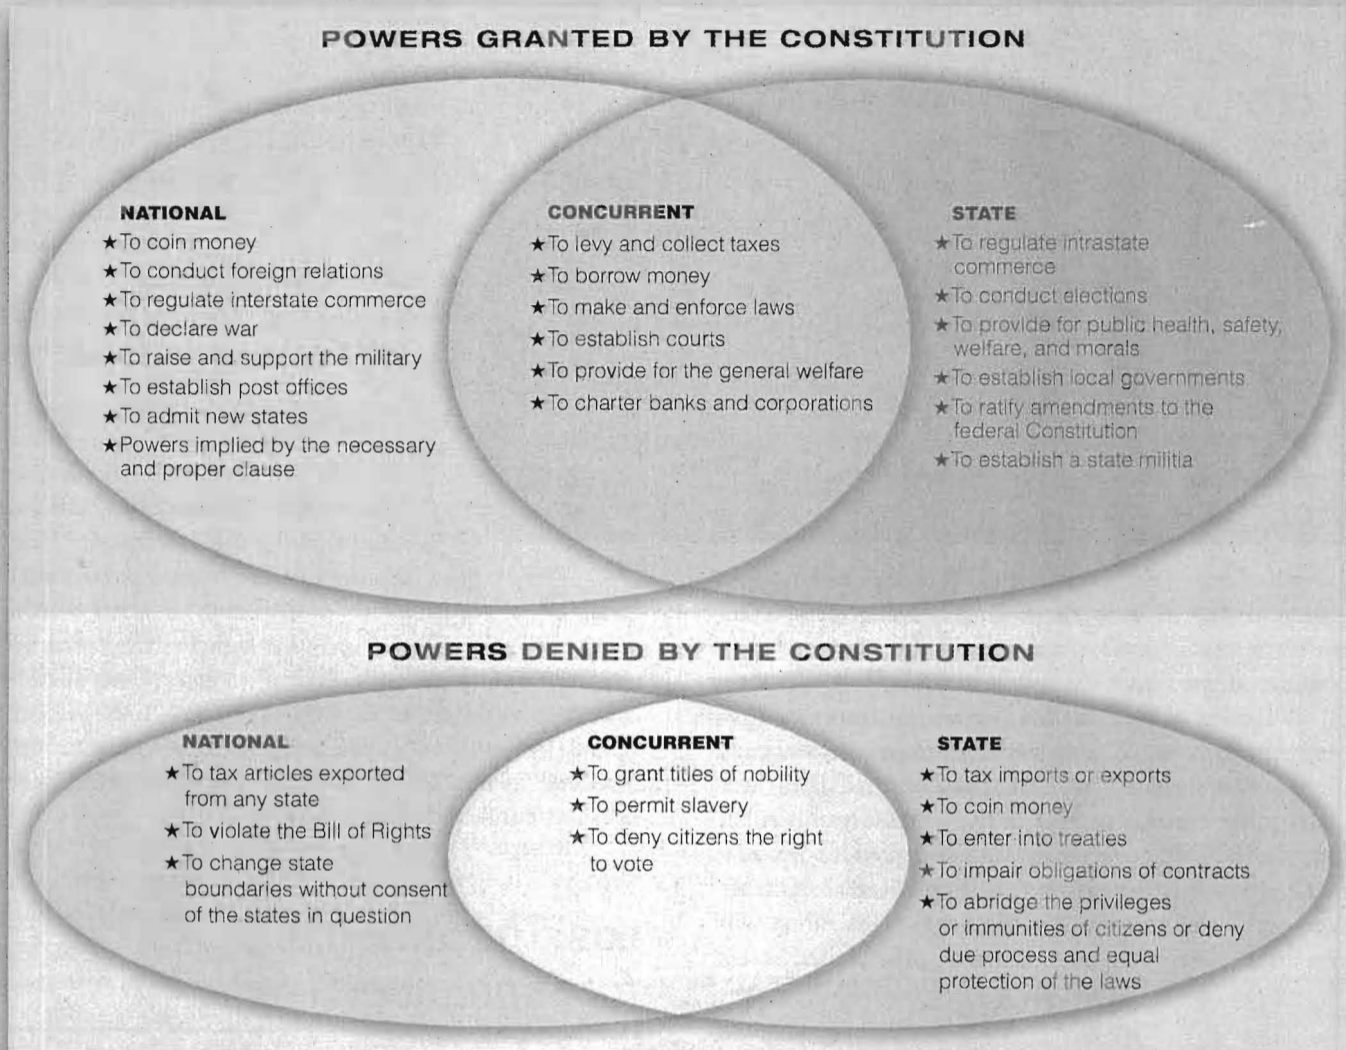 POWERS GRANTED BY THE CONSTITUTION
NATIONAL
★To coin money
★To conduct foreign relations
★To regulate interstate commerce
★To declare war
★To raise and support the military
★To establish post offices
★To admit new states
★Powers implied by the necessary
and proper clause
CONCURRENT
★To levy and collect taxes
★To borrow money
★To make and enforce laws
★To establish courts
★To provide for the general welfare
★To charter banks and corporations
STATE
★To regulate intrastate
commerce
★To conduct elections
★To provide for public health, safety,
welfare, and morals
★To establish local governments
★To ratify amendments to the
federal Constitution
★To establish a state militia
POWERS DENIED BY THE CONSTITUTION
NATIONAL
★To tax articles exported
from any state
★To violate the Bill of Rights
★To change state
boundaries without consent
of the states in question
CONCURRENT
★To grant titles of nobility
★To permit slavery
★To deny citizens the right
to vote
STATE
★To tax imports or exports
★To coin money
★To enter into treaties
★To impair obligations of contracts
★To abridge the privileges
or immunities of citizens or deny
due process and equal
protection of the laws